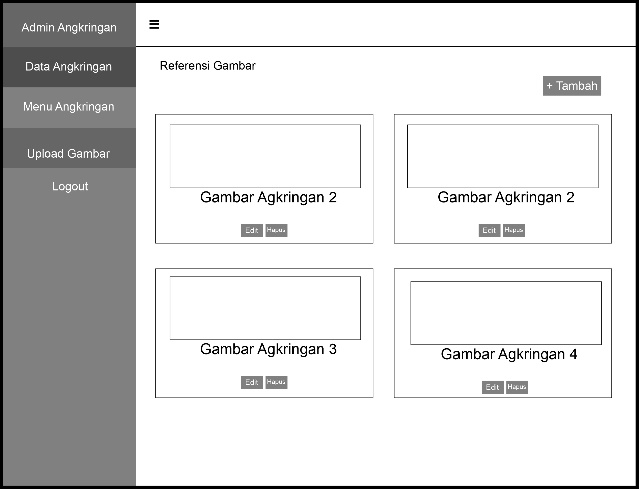 Admin Angkringan
Data Angkringan
Menu Angkringan
Upload Gambar
Logout
Referensi Gambar
+ Tambah
Gambar Agkringan 2
Edit Hapus
Gambar Agkringan 2
Edit Hapus
Gambar Agkringan 3
Edit Hapus
Gambar Agkringan 4
Edit Hapus